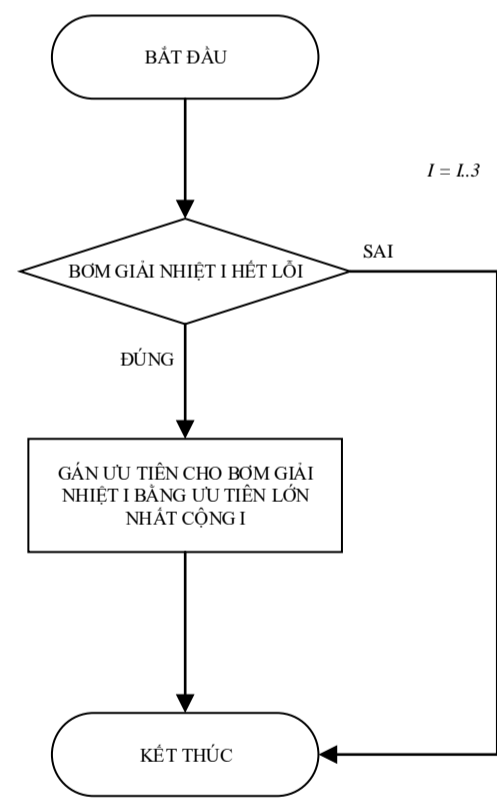 BẮT ĐẦU
I = I..3
BƠM GIẢI NHIỆT I HẾT LỖI
SAI
ĐÚNG
GÁN ƯU TIÊN CHO BƠM GIẢI
NHIỆT I BẰNG ƯU TIÊN LỚN
NHẤT CỘNG I
KẾT THÚC